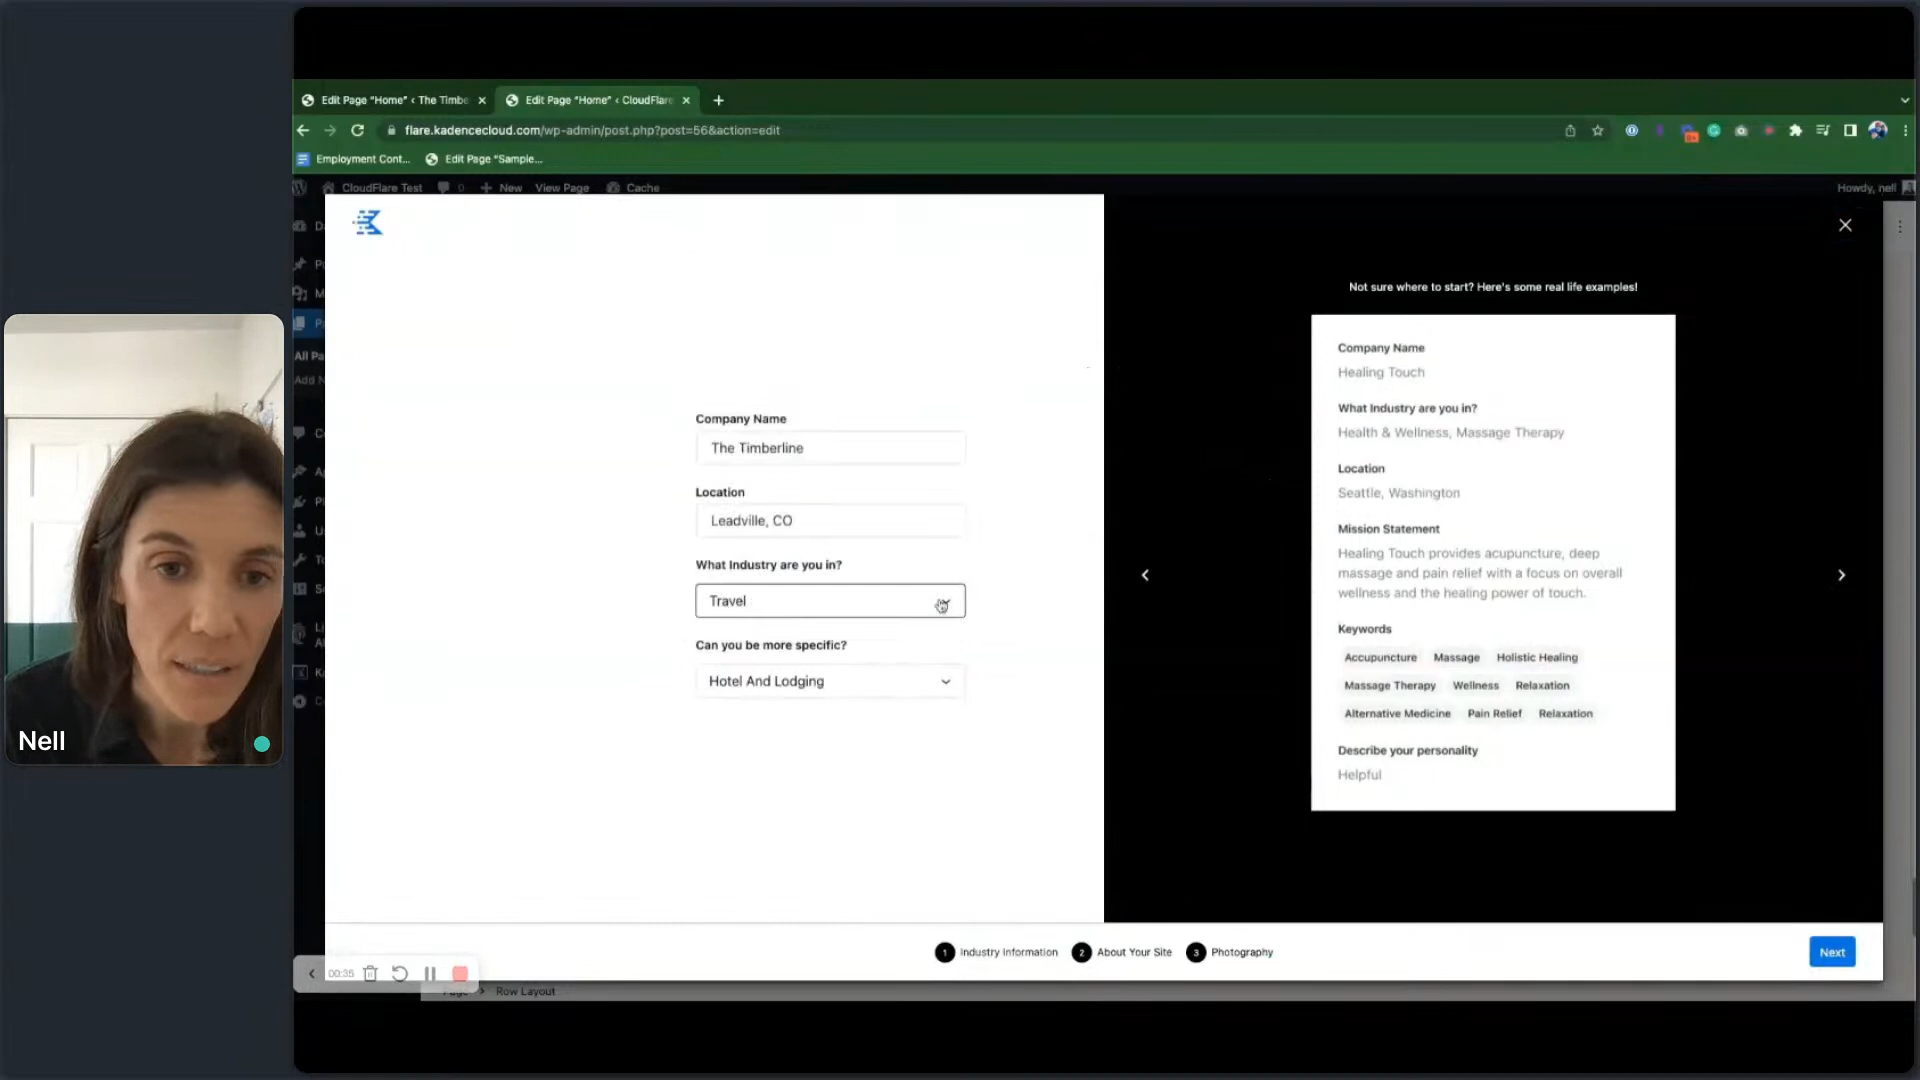 Edit Page "Home" ‹ The Timbe
Edit Page "Home" ‹ CloudFlare
flare.kadencecloud.com/wp-admin/post.php?post=56&action=edit
Employment Cont...
Edit Page "Sample...
CloudFlare Test
0
New
View Page
Cache
Howdy, nell
All Pa
Add N
Company Name
The Timberline
Location
Leadville, CO
What Industry are you in?
Travel
Can you be more specific?
Hotel And Lodging
Not sure where to start? Here's some real life examples!
Company Name
Healing Touch
What Industry are you in?
Health & Wellness, Massage Therapy
Location
Seattle, Washington
Mission Statement
Healing Touch provides acupuncture, deep
massage and pain relief with a focus on overall
wellness and the healing power of touch.
Keywords
Accupuncture Massage Holistic Healing
Massage Therapy Wellness Relaxation
Alternative Medicine Pain Relief Relaxation
Describe your personality
Helpful
Nell
1 Industry Information 2 About Your Site 3 Photography
Next
00:35
Page
Row Layout